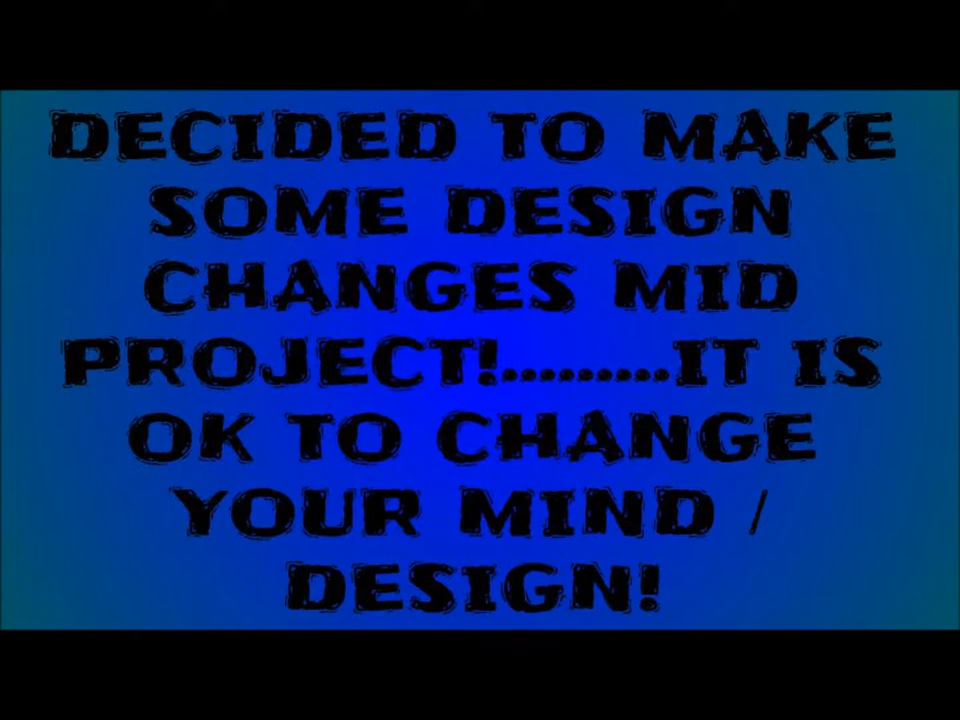 DECIDED TO MAKE
SOME DESIGN
CHANGES MID
PROJECT!.........IT IS
OK TO CHANGE
YOUR MIND /
DESIGN!